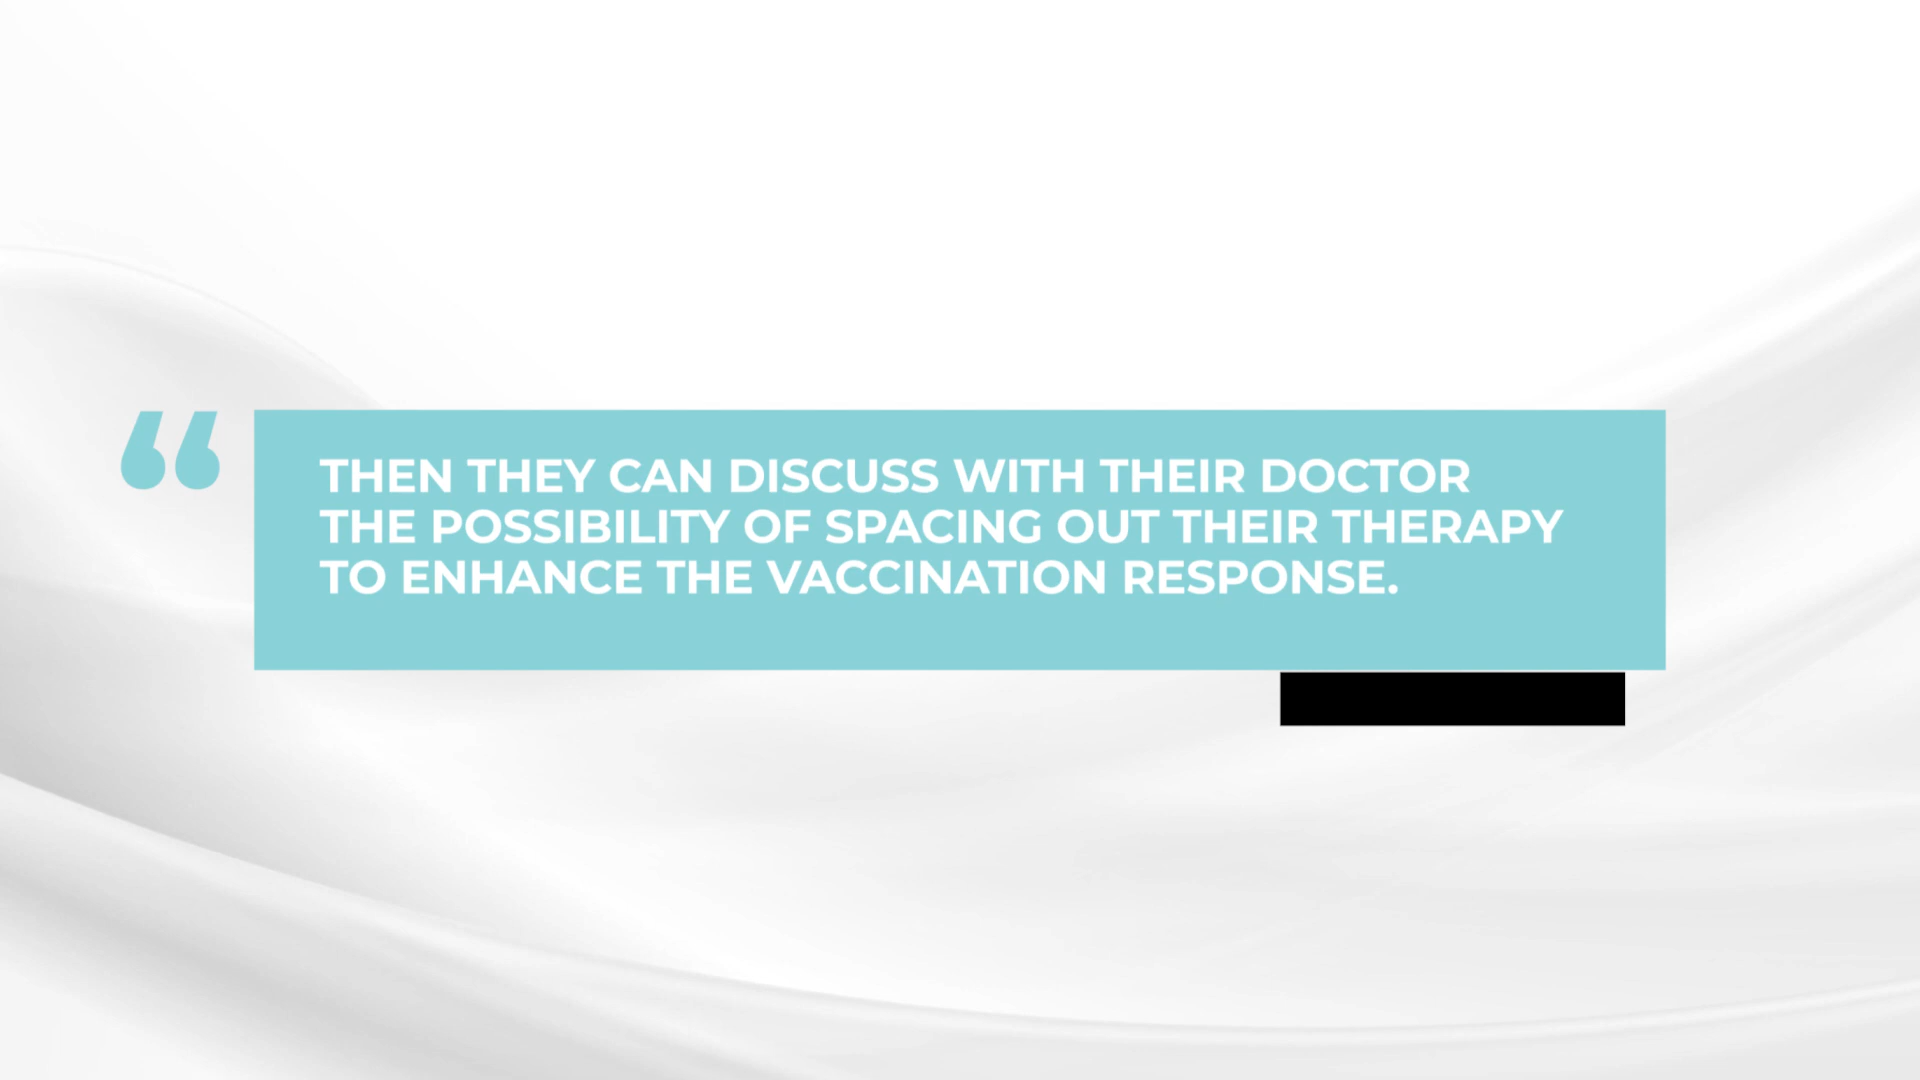 “
THEN THEY CAN DISCUSS WITH THEIR DOCTOR
THE POSSIBILITY OF SPACING OUT THEIR THERAPY
TO ENHANCE THE VACCINATION RESPONSE.